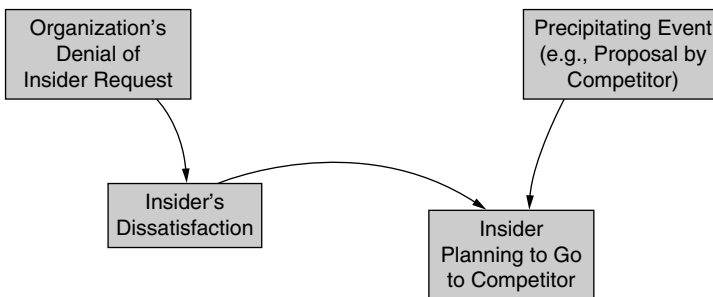 Organization's
Denial of
Insider Request
Precipitating Event
(e.g., Proposal by
Competitor)
Insider's
Dissatisfaction
Insider
Planning to Go
to Competitor